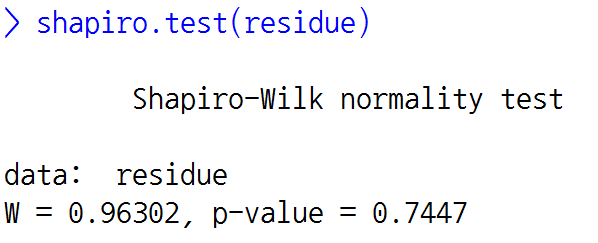 > shapiro.test(residue)
Shapiro-Wilk normality test
data:  residue
W = 0.96302, p-value = 0.7447